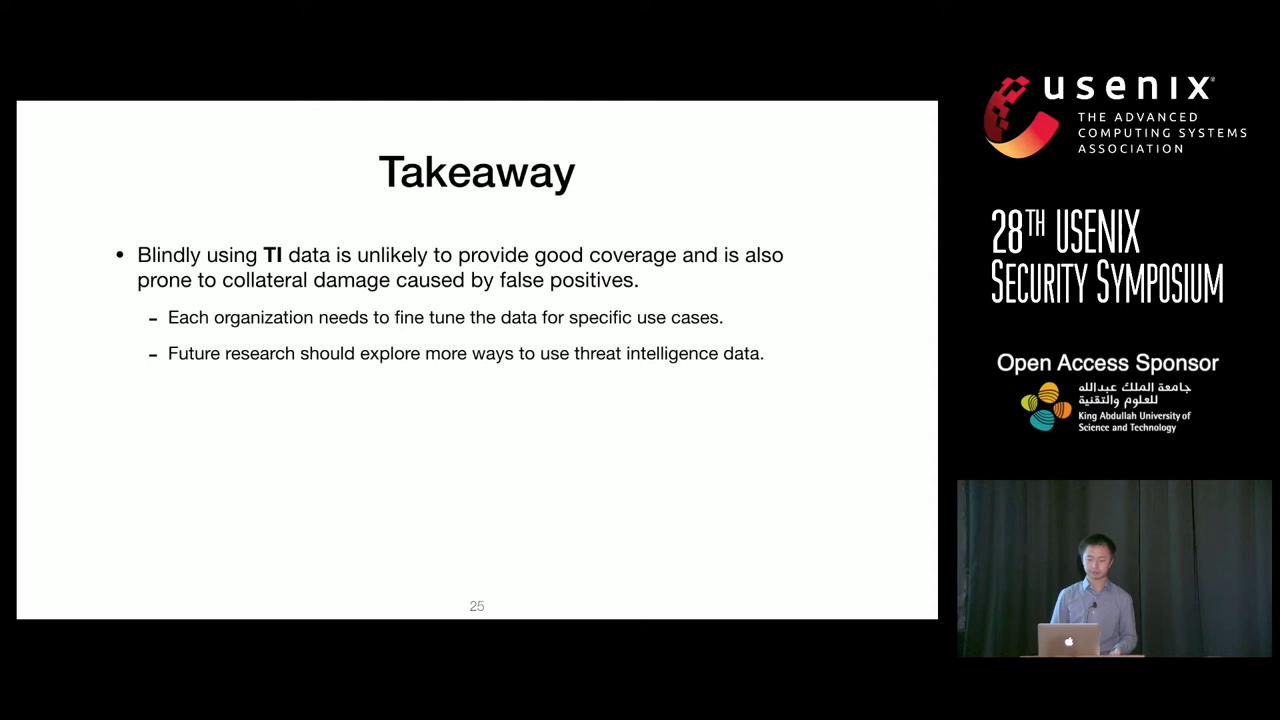 Takeaway
• Blindly using TI data is unlikely to provide good coverage and is also
prone to collateral damage caused by false positives.
– Each organization needs to fine tune the data for specific use cases.
– Future research should explore more ways to use threat intelligence data.
25
usenix®
THE ADVANCED
COMPUTING SYSTEMS
ASSOCIATION
28TH USENIX
SECURITY SYMPOSIUM
Open Access Sponsor
جامعة الملك عبدالله
للعلوم والتقنية
King Abdullah University of
Science and Technology